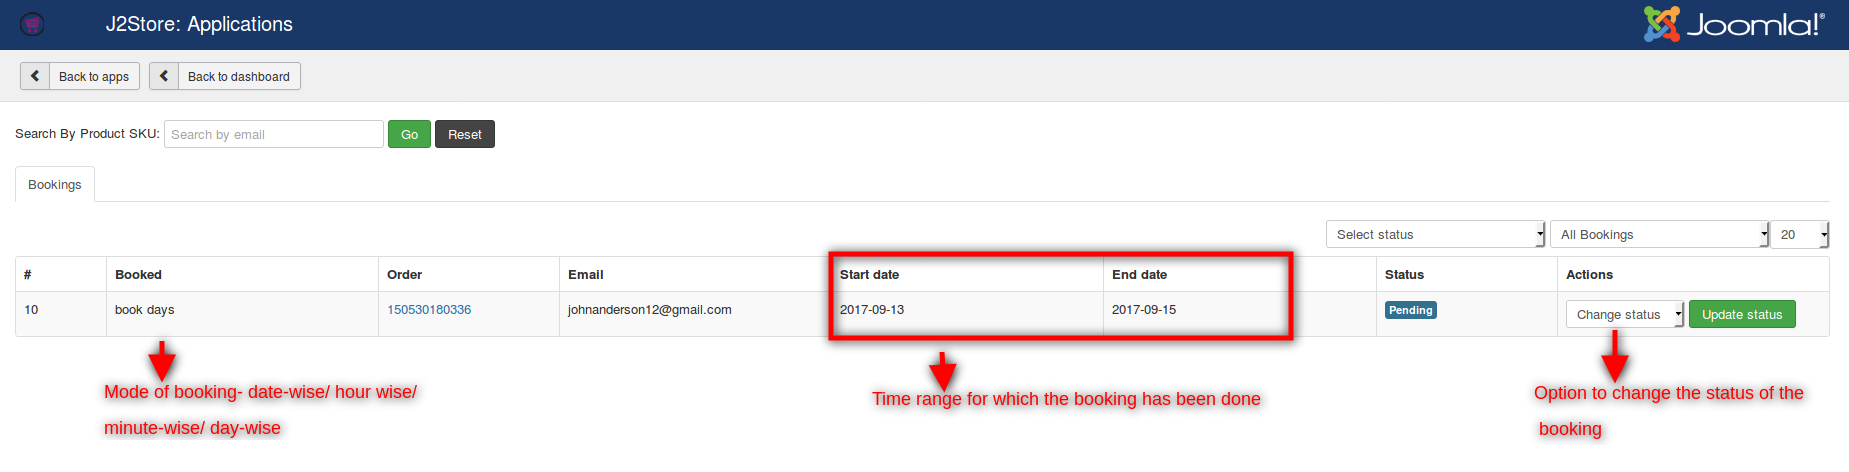 J2Store: Applications
Joomla!®
Back to apps
Back to dashboard
Search By Product SKU: Search by email Go Reset
Bookings
Select status All Bookings 20
# Booked Order Email Start date End date Status Actions
10 book days 150530180336 johnanderson12@gmail.com 2017-09-13 2017-09-15 Pending Change status Update status
Mode of booking- date-wise/ hour wise/
minute-wise/ day-wise
Time range for which the booking has been done
Option to change the status of the
booking